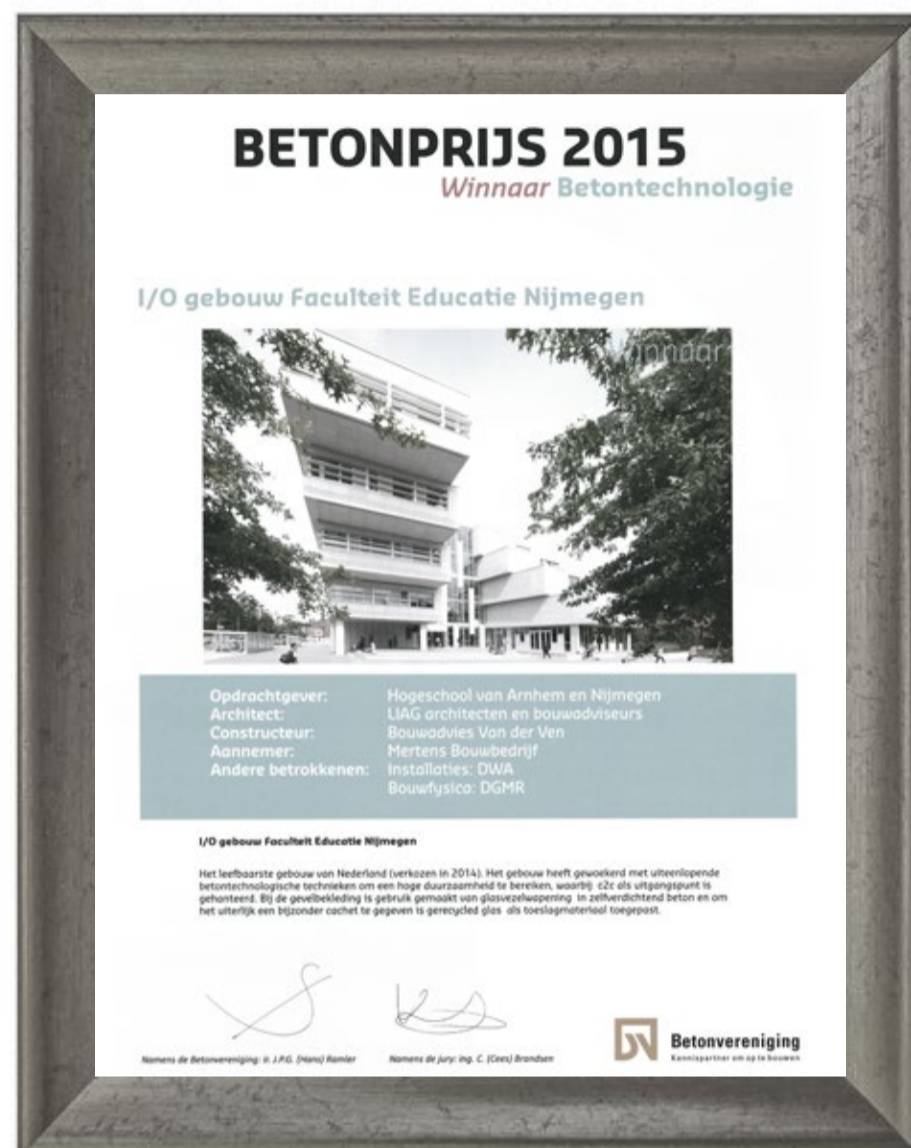 BETONPRIJS 2015
Winnaar Betontechnologie
I/O gebouw Faculteit Educatie Nijmegen
Winnaar
Opdrachtgever: Hogeschool van Arnhem en Nijmegen
Architect: LIAG architecten en bouwadviseurs
Constructeur: Bouwadvies Van der Ven
Aannemer: Mertens Bouwbedrijf
Andere betrokkenen: Installaties: DWA
Bouwfysica: DGMR
I/O gebouw Faculteit Educatie Nijmegen
Het leefbaarste gebouw van Nederland (verkozen in 2014). Het gebouw heeft gewoekerd met uiteenlopende
betontechnologische technieken om een hoge duurzaamheid te bereiken, waarbij c2c als uitgangspunt is
gehanteerd. Bij de gevelbekleding is gebruik gemaakt van glasvezelwapening in zelfverdichtend beton en om
het uiterlijk een bijzonder cachet te gegeven is gerecycled glas als toeslagmateriaal toegepast.
Namens de Betonvereniging: ir. J.P.G. (Hans) Ramler Namens de jury: ing. C. (Cees) Brandsen
Betonvereniging
Kennispartner om op te bouwen